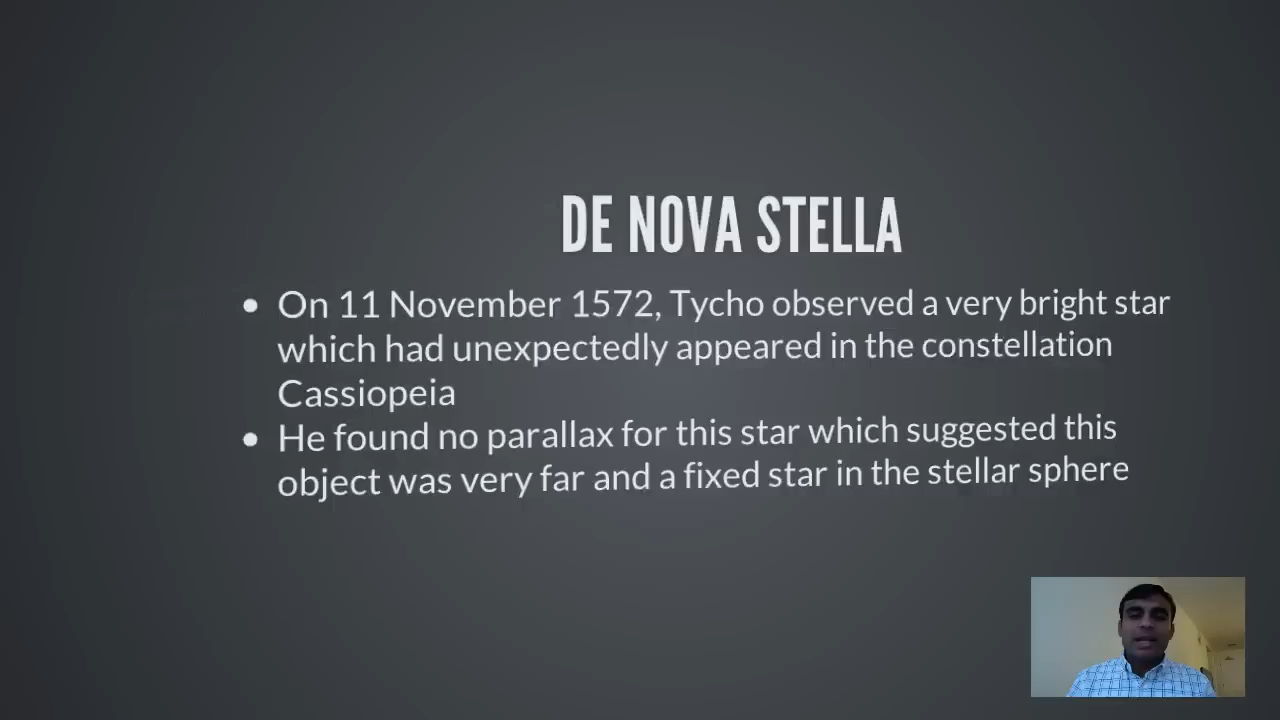 DE NOVA STELLA
• On 11 November 1572, Tycho observed a very bright star
which had unexpectedly appeared in the constellation
Cassiopeia
• He found no parallax for this star which suggested this
object was very far and a fixed star in the stellar sphere